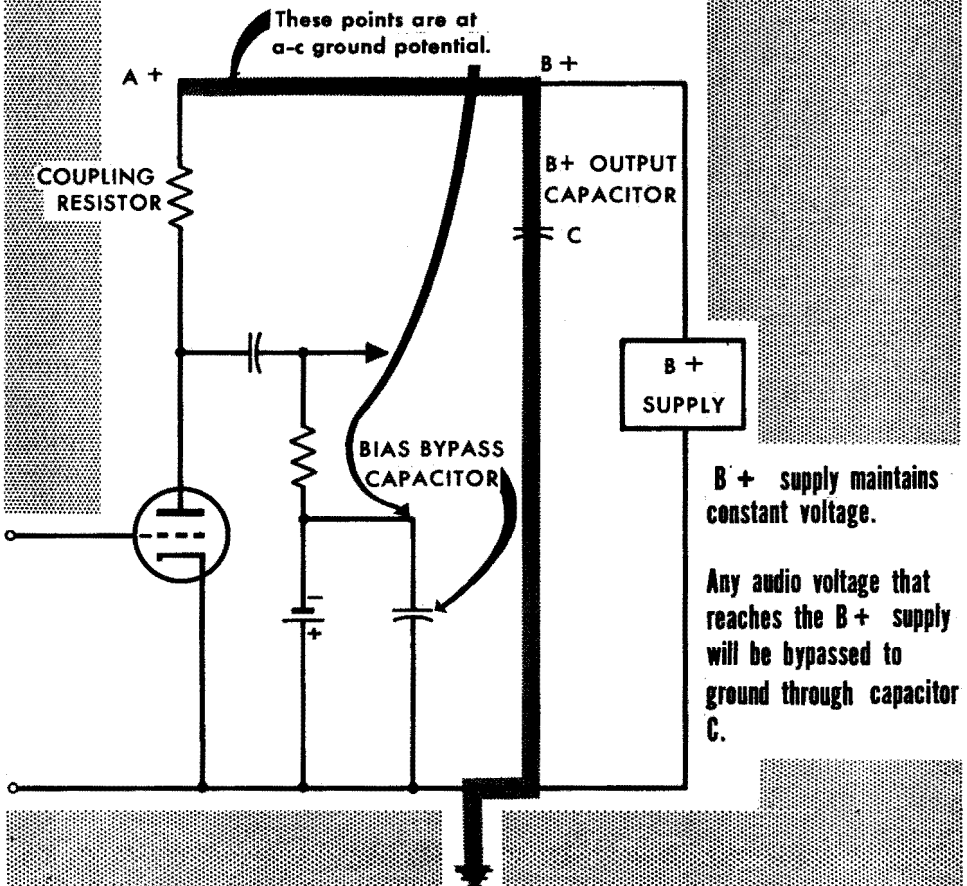 These points are at
a-c ground potential.
A +
B +
COUPLING
RESISTOR
B+ OUTPUT
CAPACITOR
C
B +
SUPPLY
BIAS BYPASS
CAPACITOR
B + supply maintains
constant voltage.
Any audio voltage that
reaches the B + supply
will be bypassed to
ground through capacitor
C.
−
+